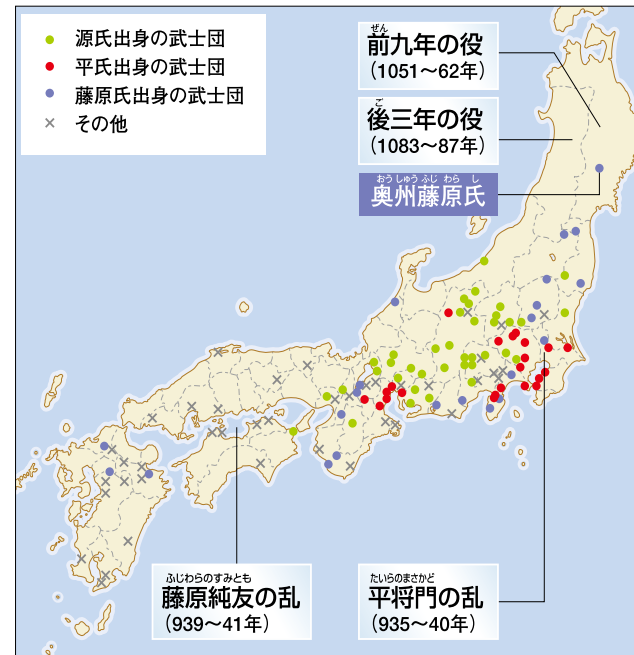 源氏出身の武士団
平氏出身の武士団
藤原氏出身の武士団
その他
ぜん
前九年の役
(1051～62年)
ご
後三年の役
(1083～87年)
おうしゅうふじわらし
奥州藤原氏
ふじわらのすみとも
藤原純友の乱
(939～41年)
たいらのまさかど
平将門の乱
(935～40年)